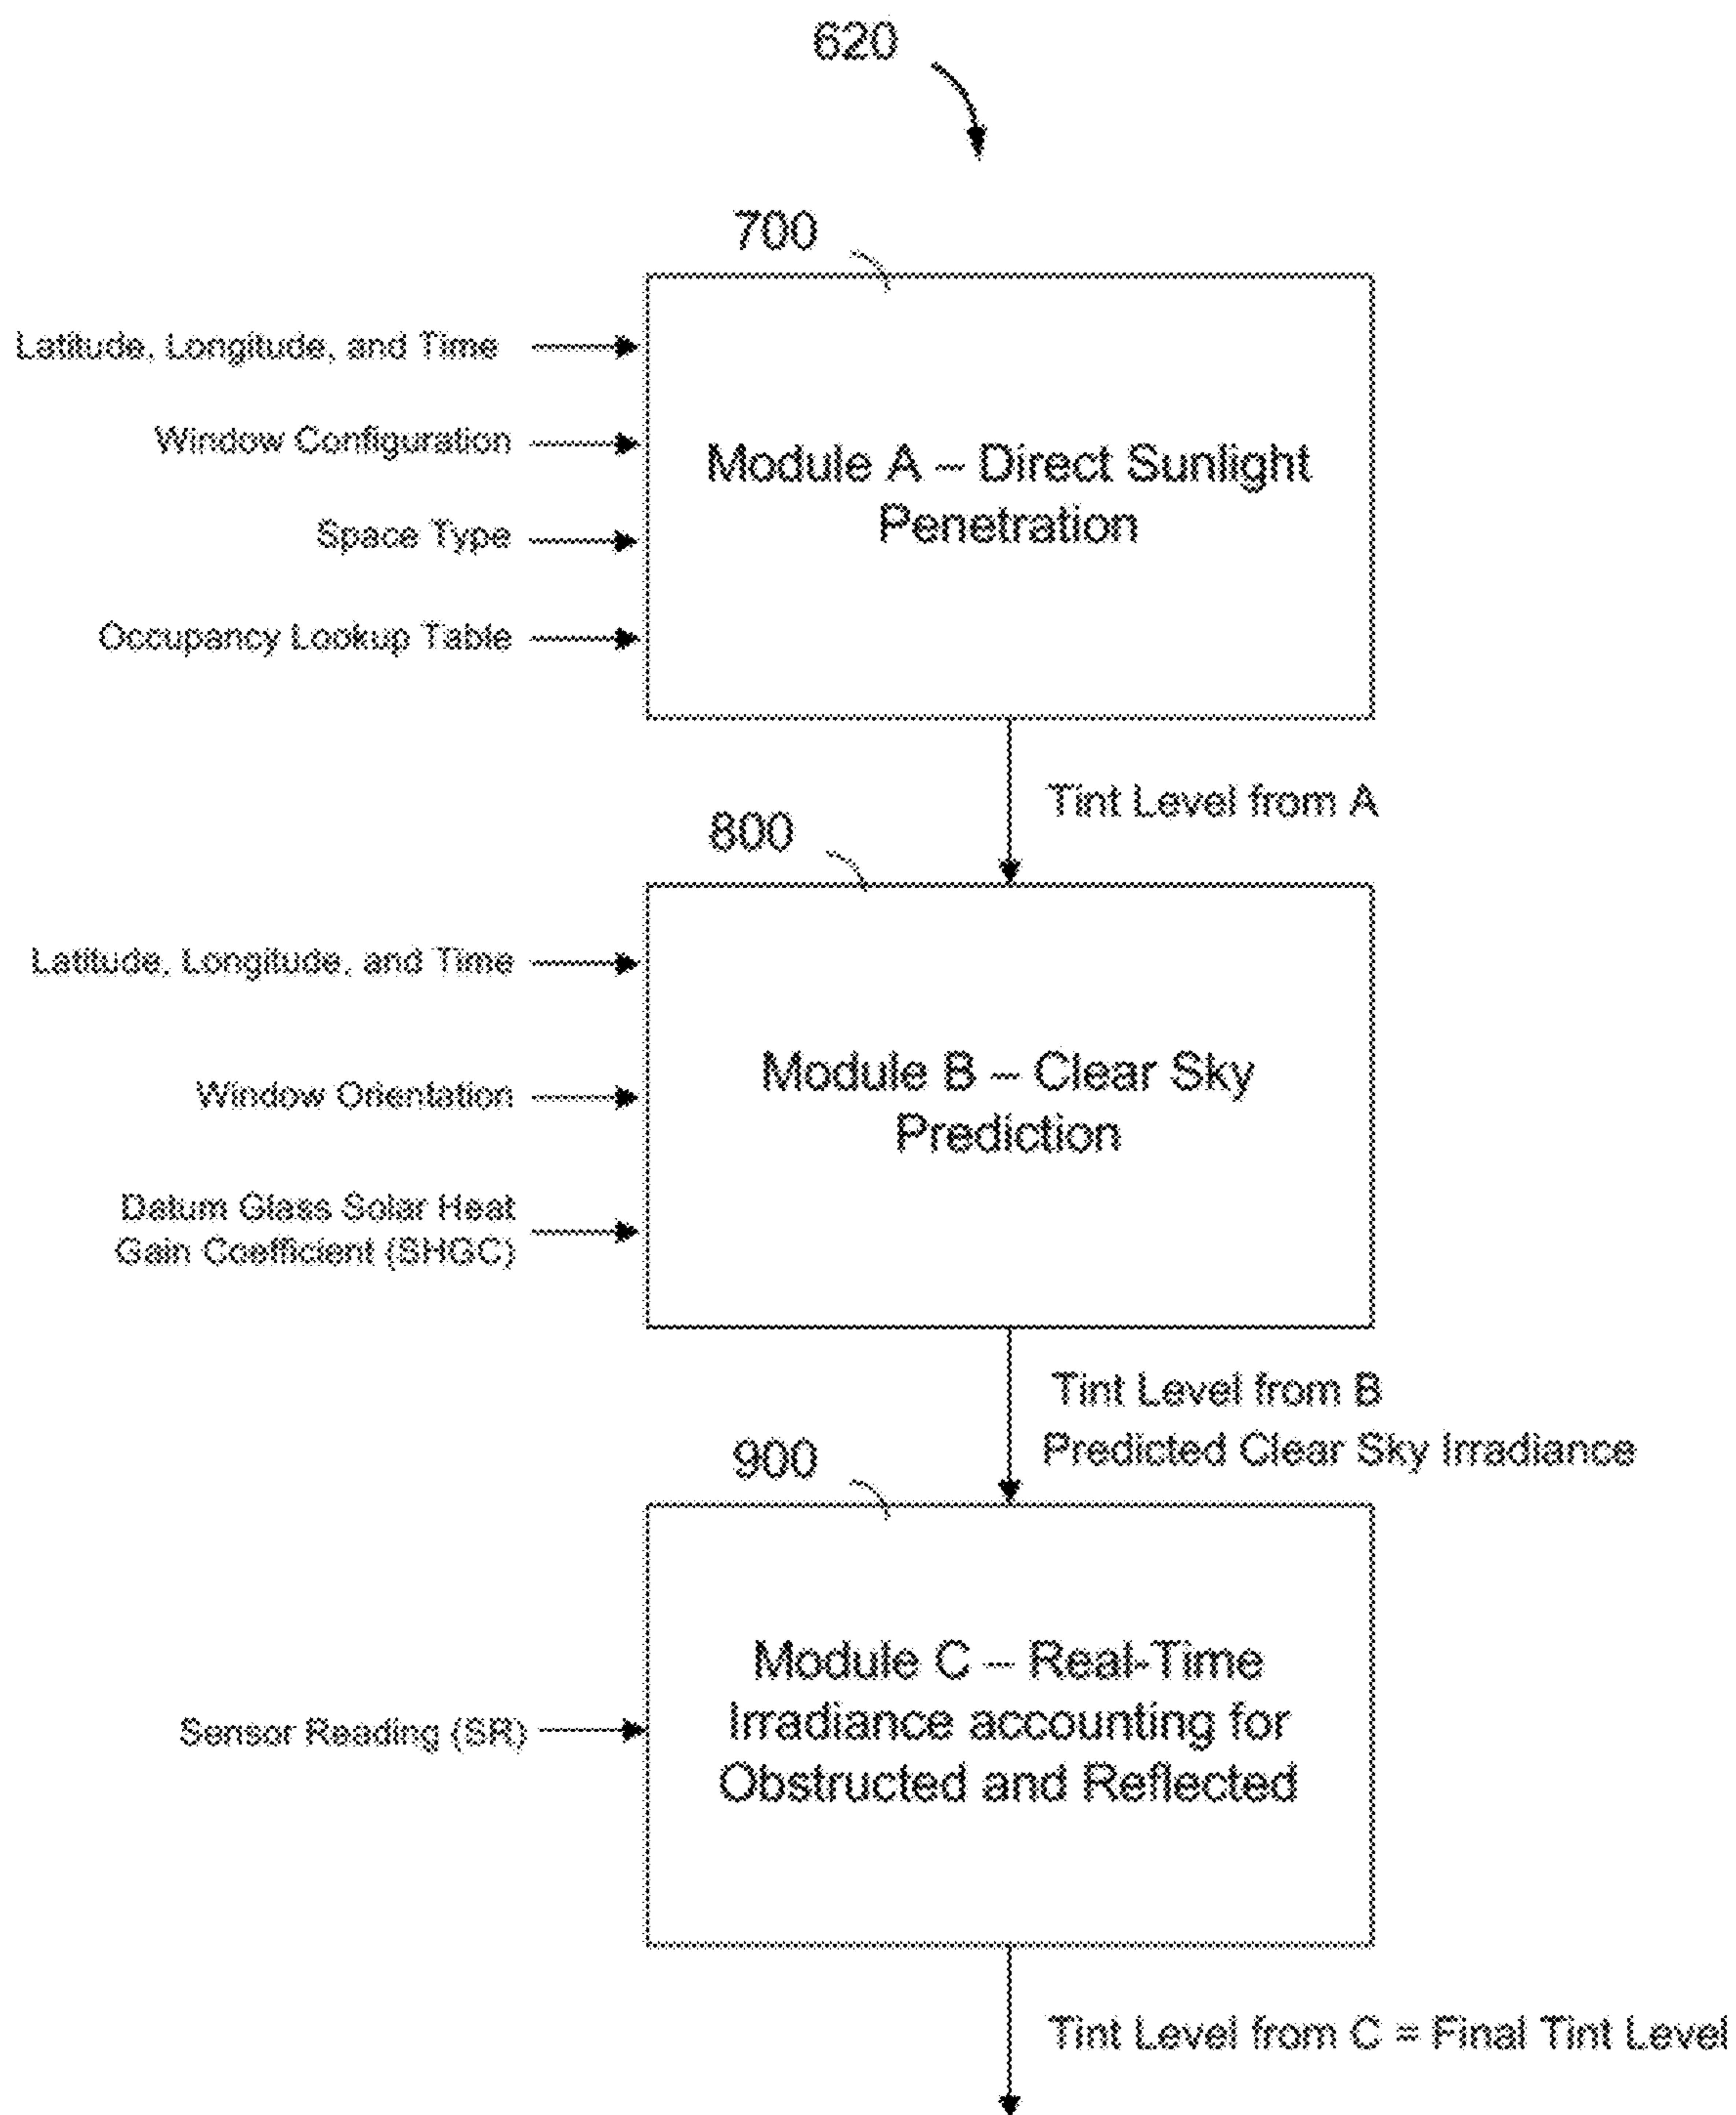 620
700
Latitude, Longitude, and Time
Window Configuration
Space Type
Occupancy Lookup Table
Module A – Direct Sunlight
Penetration
Tint Level from A
800
Latitude, Longitude, and Time
Window Orientation
Datum Glass Solar Heat
Gain Coefficient (SHGC)
Module B – Clear Sky
Prediction
Tint Level from B
Predicted Clear Sky Irradiance
900
Sensor Reading (SR)
Module C – Real-Time
Irradiance accounting for
Obstructed and Reflected
Tint Level from C = Final Tint Level